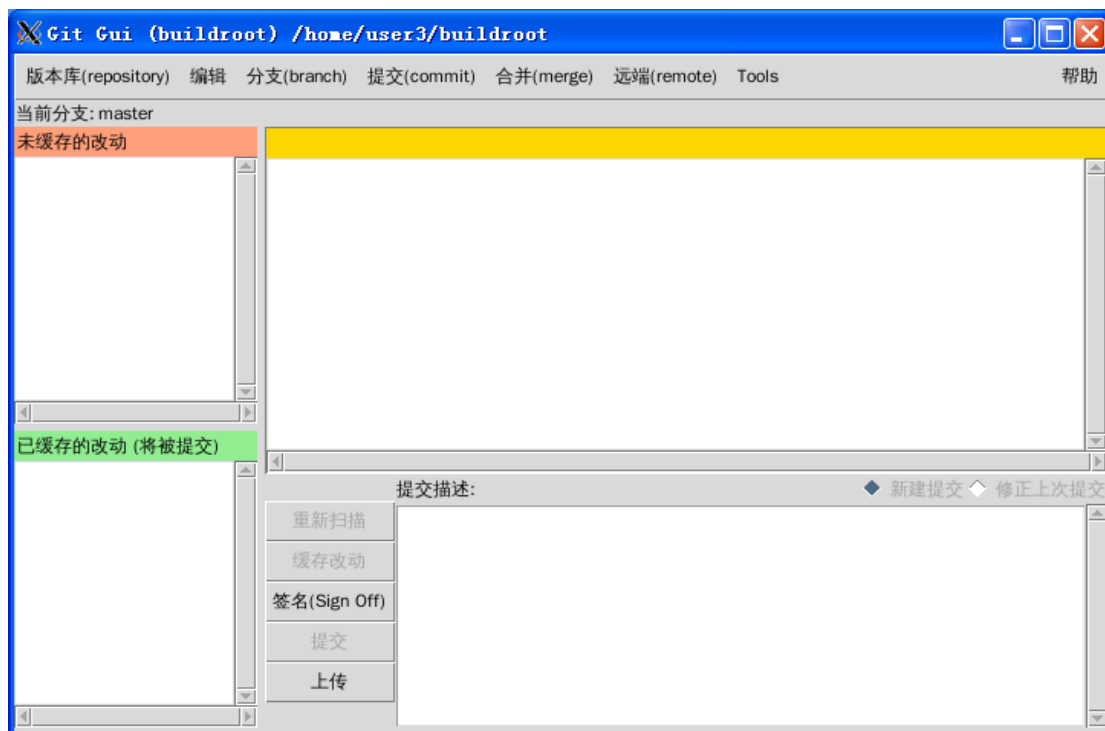 Git Gui (buildroot) /home/user3/buildroot
版本库(repository) 编辑 分支(branch) 提交(commit) 合并(merge) 远端(remote) Tools 帮助
当前分支: master
未缓存的改动
已缓存的改动 (将被提交)
提交描述: 新建提交 修正上次提交
重新扫描
缓存改动
签名(Sign Off)
提交
上传